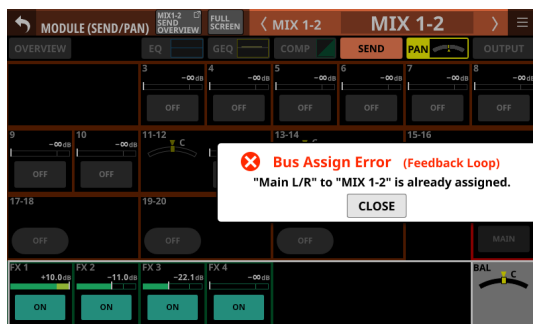 MODULE (SEND/PAN)
MIX1-2
SEND
OVERVIEW
FULL
SCREEN
MIX 1-2
MIX 1-2
OVERVIEW
EQ
GEQ
COMP
SEND
PAN
OUTPUT
3 -∞dB
4 -∞dB
5 -∞dB
6 -∞dB
7 -∞dB
8 -∞dB
OFF OFF OFF OFF OFF OFF
9 -∞dB
10 -∞dB
11-12 C
13-14
15-16
OFF OFF OFF
Bus Assign Error (Feedback Loop)
"Main L/R" to "MIX 1-2" is already assigned.
CLOSE
17-18
19-20
OFF OFF OFF MAIN
FX 1 +10.0dB
FX 2 -11.0dB
FX 3 -22.1dB
FX 4 -∞dB
BAL C
ON ON ON ON